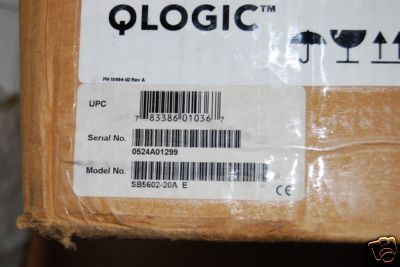 QLOGIC™
PN 10494-02 Rev A
UPC
7 83386 01036 7
Serial No.
0524A01299
Model No.
SB5602-20A E
CE